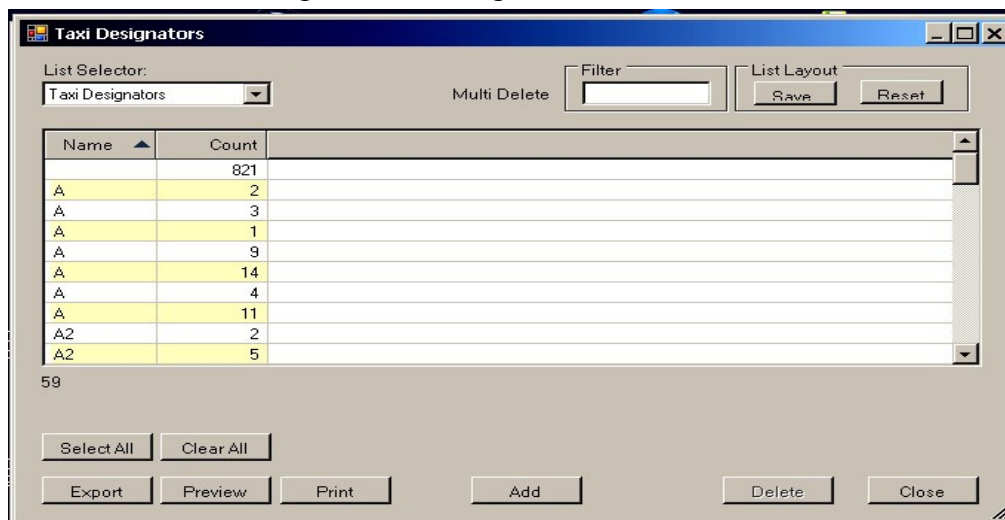 Taxi Designators
List Selector:
Taxi Designators
Multi Delete
Filter
List Layout
Save
Reset
Name Count
821
A 2
A 3
A 1
A 9
A 14
A 4
A 11
A2 2
A2 5
59
Select All Clear All
Export Preview Print Add Delete Close